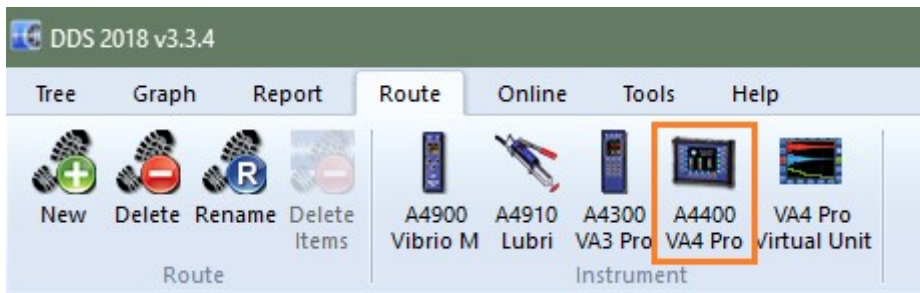 DDS 2018 v3.3.4
Tree Graph Report Route Online Tools Help
R
New Delete Rename Delete Items A4900 Vibrio M A4910 Lubri A4300 VA3 Pro A4400 VA4 Pro VA4 Pro Virtual Unit
Route Instrument